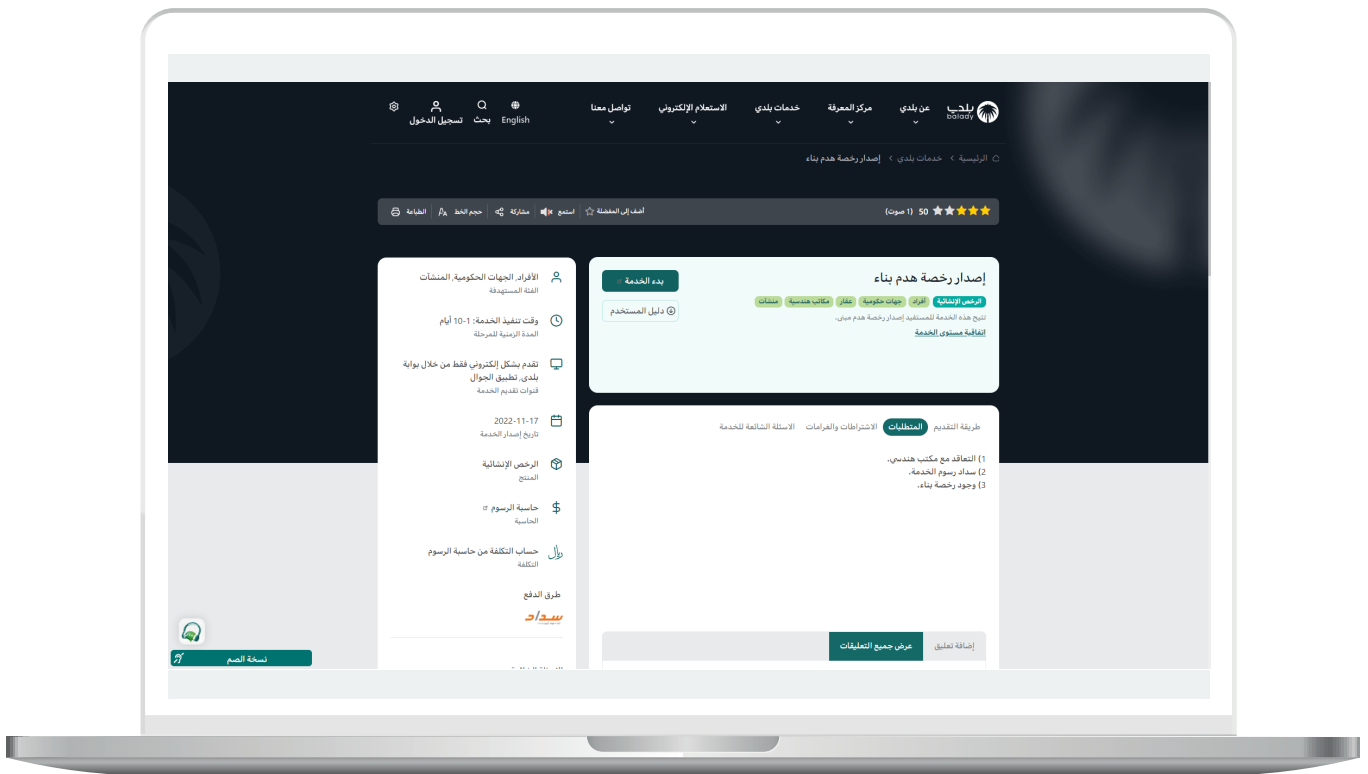 بلدي
balady
عن بلدي
مركز المعرفة
خدمات بلدي
الاستعلام الإلكتروني
تواصل معنا
English
بحث
تسجيل الدخول
الرئيسية > خدمات بلدي > إصدار رخصة هدم بناء
50 (1 صوت)
أضف إلى المفضلة
استمع
مشاركة
حجم الخط
الطباعة
إصدار رخصة هدم بناء
الرخص الإنشائية أفراد جهات حكومية عقار مكاتب هندسية منشآت
تتيح هذه الخدمة للمستفيد إصدار رخصة هدم مبنى.
اتفاقية مستوى الخدمة
بدء الخدمة
دليل المستخدم
طريقة التقديم
المتطلبات
الاشتراطات والغرامات
الاسئلة الشائعة للخدمة
1) التعاقد مع مكتب هندسي.
2) سداد رسوم الخدمة.
3) وجود رخصة بناء.
إضافة تعليق
عرض جميع التعليقات
الأفراد, الجهات الحكومية, المنشآت
الفئة المستهدفة
وقت تنفيذ الخدمة: 1-10 أيام
المدة الزمنية للمرحلة
تقدم بشكل إلكتروني فقط من خلال بوابة
بلدي, تطبيق الجوال
قنوات تقديم الخدمة
2022-11-17
تاريخ إصدار الخدمة
الرخص الإنشائية
المنتج
حاسبة الرسوم
الحاسبة
حساب التكلفة من حاسبة الرسوم
التكلفة
طرق الدفع
سداد
نسخة الصم